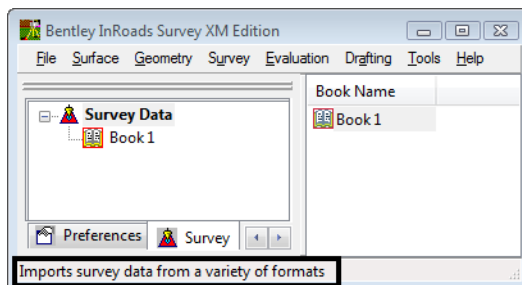 Bentley InRoads Survey XM Edition
File Surface Geometry Survey Evaluation Drafting Tools Help
Survey Data
Book 1
Book Name
Book 1
Preferences Survey
Imports survey data from a variety of formats